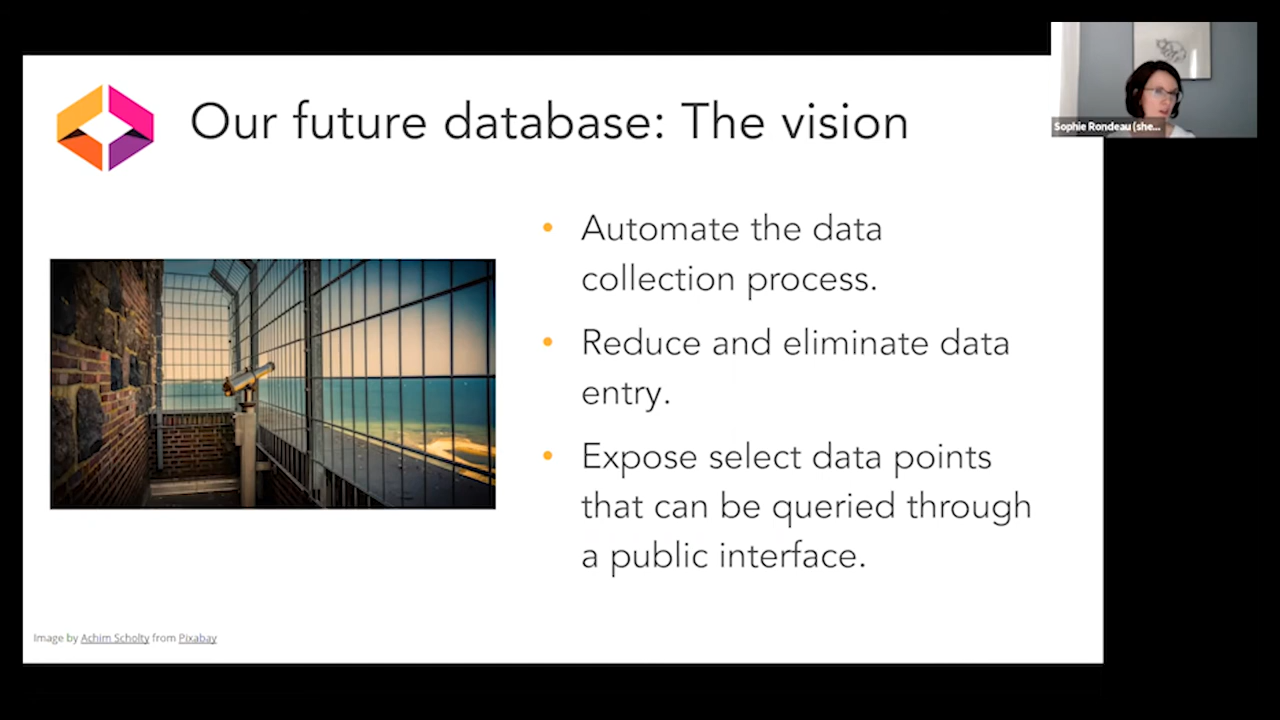 Our future database: The vision
Sophie Rondeau (she...
• Automate the data
collection process.
• Reduce and eliminate data
entry.
• Expose select data points
that can be queried through
a public interface.
Image by Achim Scholty from Pixabay